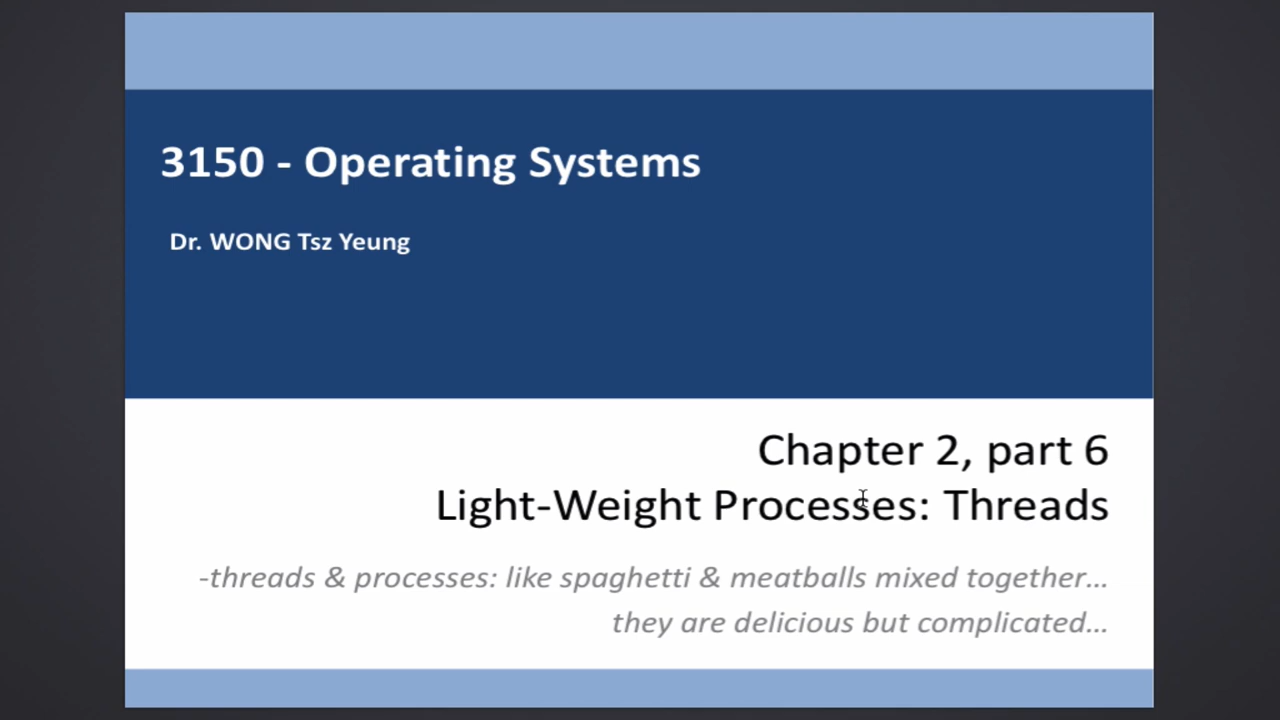 3150 - Operating Systems
Dr. WONG Tsz Yeung
Chapter 2, part 6
Light-Weight Processes: Threads
-threads & processes: like spaghetti & meatballs mixed together…
they are delicious but complicated…